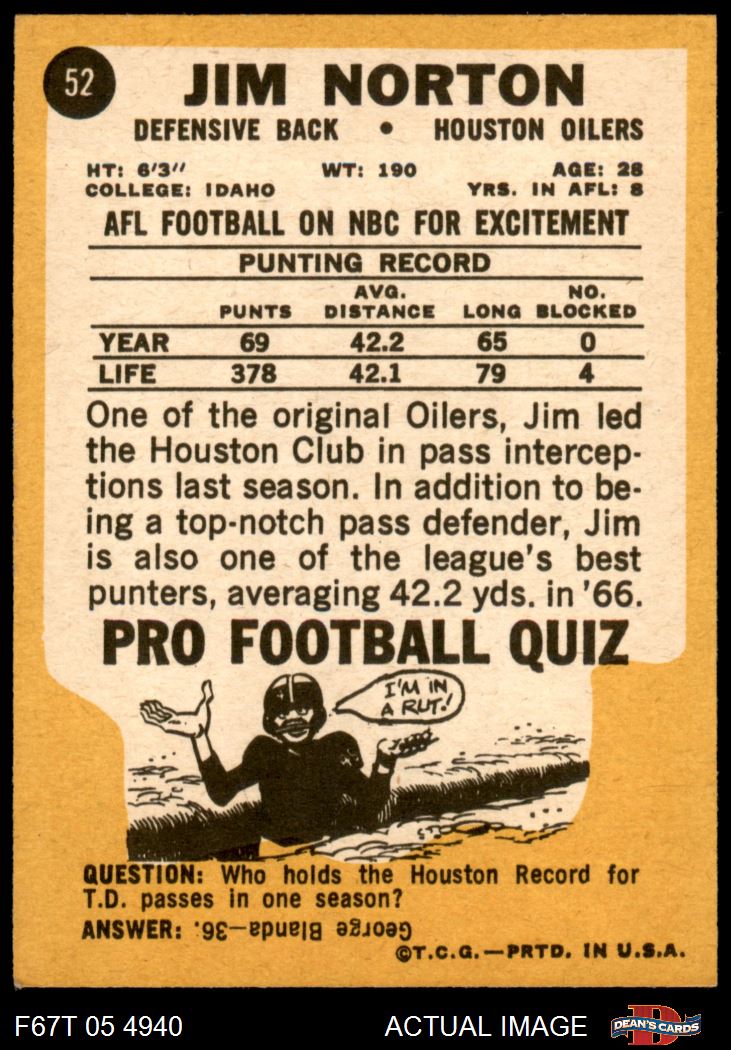 52
JIM NORTON
DEFENSIVE BACK • HOUSTON OILERS
HT: 6'3" WT: 190 AGE: 28
COLLEGE: IDAHO YRS. IN AFL: 8
AFL FOOTBALL ON NBC FOR EXCITEMENT
PUNTING RECORD
PUNTS AVG. DISTANCE LONG NO. BLOCKED
YEAR 69 42.2 65 0
LIFE 378 42.1 79 4
One of the original Oilers, Jim led
the Houston Club in pass intercep-
tions last season. In addition to be-
ing a top-notch pass defender, Jim
is also one of the league's best
punters, averaging 42.2 yds. in '66.
PRO FOOTBALL QUIZ
I'M IN
A RUT!
QUESTION: Who holds the Houston Record for
T.D. passes in one season?
ANSWER: George Blanda—36.
©T.C.G.—PRTD. IN U.S.A.
F67T 05 4940 ACTUAL IMAGE D DEAN'S CARDS